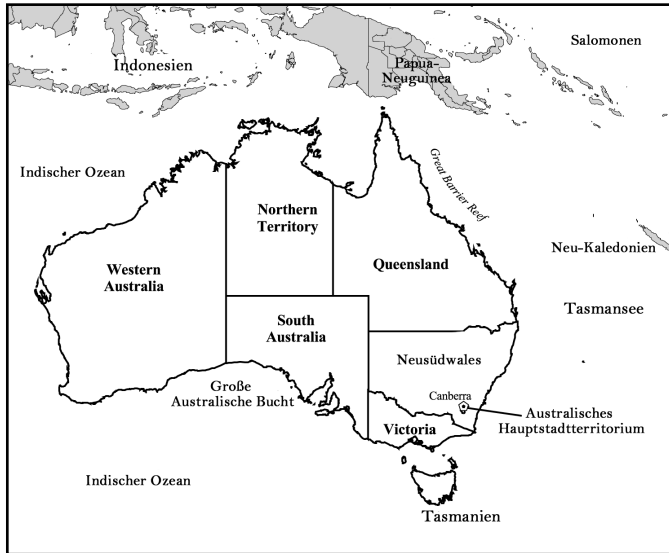 Salomonen
Indonesien
Papua-
Neuguinea
Indischer Ozean
Great Barrier Reef
Northern
Territory
Neu-Kaledonien
Western
Australia
Queensland
Tasmansee
South
Australia
Neusüdwales
Große
Australische Bucht
Canberra
Australisches
Hauptstadtterritorium
Victoria
Indischer Ozean
Tasmanien